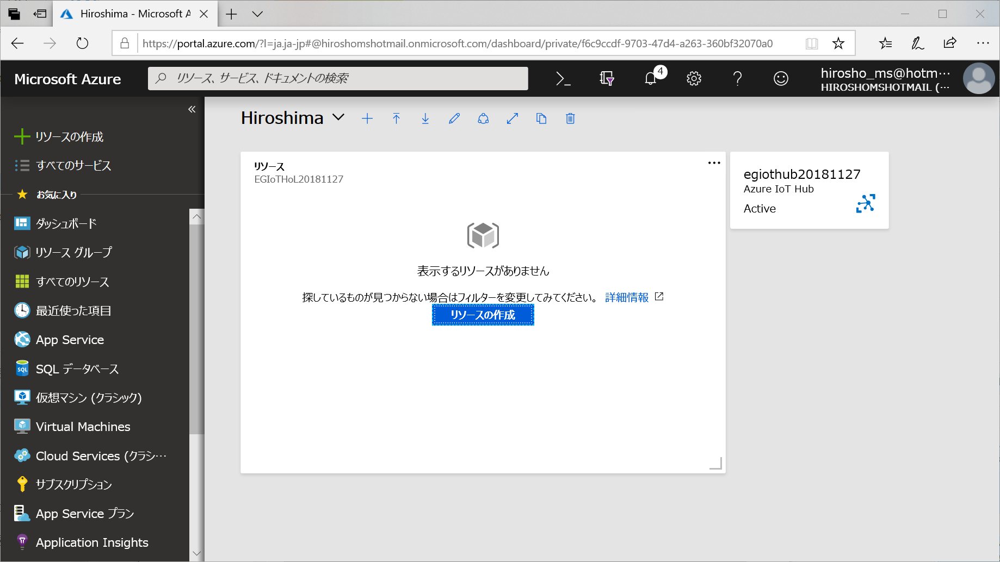 Hiroshima - Microsoft A
https://portal.azure.com/?l=ja.ja-jp#@hiroshomshotmail.onmicrosoft.com/dashboard/private/f6c9ccdf-9703-47d4-a263-360bf32070a0
Microsoft Azure
リソース、サービス、ドキュメントの検索
4
hirosho_ms@hotm···
HIROSHOMSHOTMAIL (···
リソースの作成
すべてのサービス
お気に入り
ダッシュボード
リソース グループ
すべてのリソース
最近使った項目
App Service
SQL
SQL データベース
仮想マシン (クラシック)
Virtual Machines
Cloud Services (クラシ···
サブスクリプション
App Service プラン
Application Insights
Hiroshima
リソース
EGIoTHoL20181127
表示するリソースがありません
探しているものが見つからない場合はフィルターを変更してみてください。 詳細情報
リソースの作成
egiothub20181127
Azure IoT Hub
Active